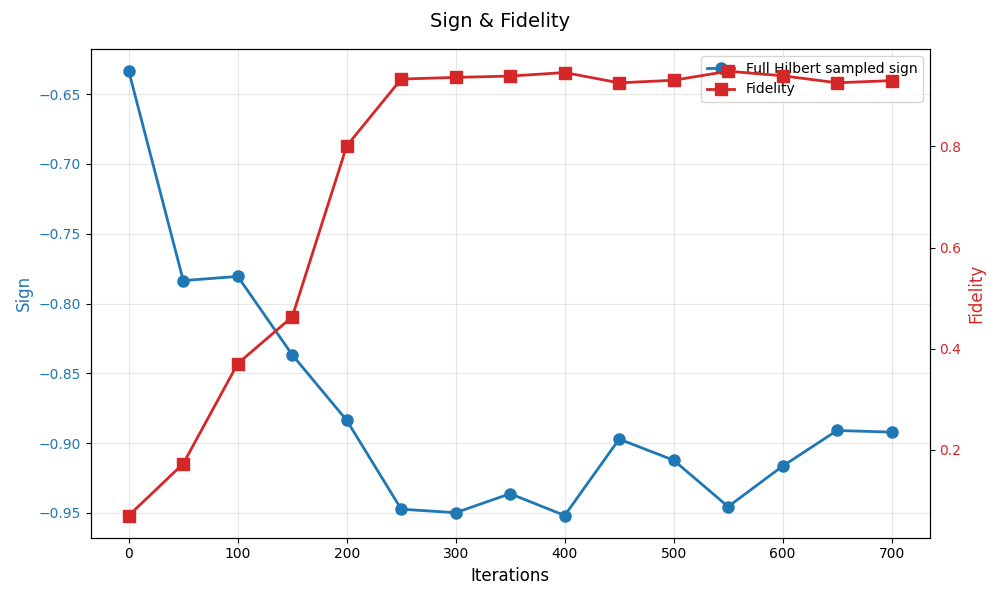 Sign & Fidelity
Full Hilbert sampled sign
Fidelity
−0.65
−0.70
−0.75
−0.80
−0.85
−0.90
−0.95
Sign
0.8
0.6
0.4
0.2
Fidelity
0 100 200 300 400 500 600 700
Iterations